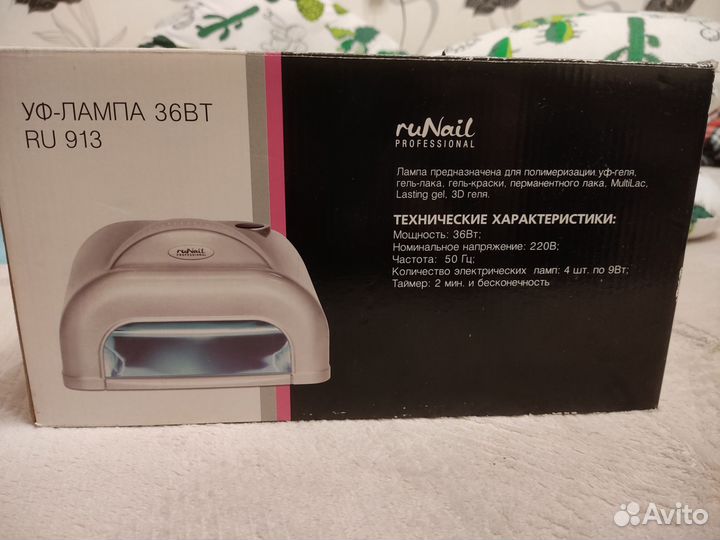 УФ-ЛАМПА 36ВТ
RU 913
ruNail
PROFESSIONAL
ruNail
PROFESSIONAL
Лампа предназначена для полимеризации уф-геля,
гель-лака, гель-краски, перманентного лака, MultiLac,
Lasting gel, 3D геля.
ТЕХНИЧЕСКИЕ ХАРАКТЕРИСТИКИ:
Мощность: 36Вт;
Номинальное напряжение: 220В;
Частота: 50 Гц;
Количество электрических ламп: 4 шт. по 9Вт;
Таймер: 2 мин. и бесконечность
Avito